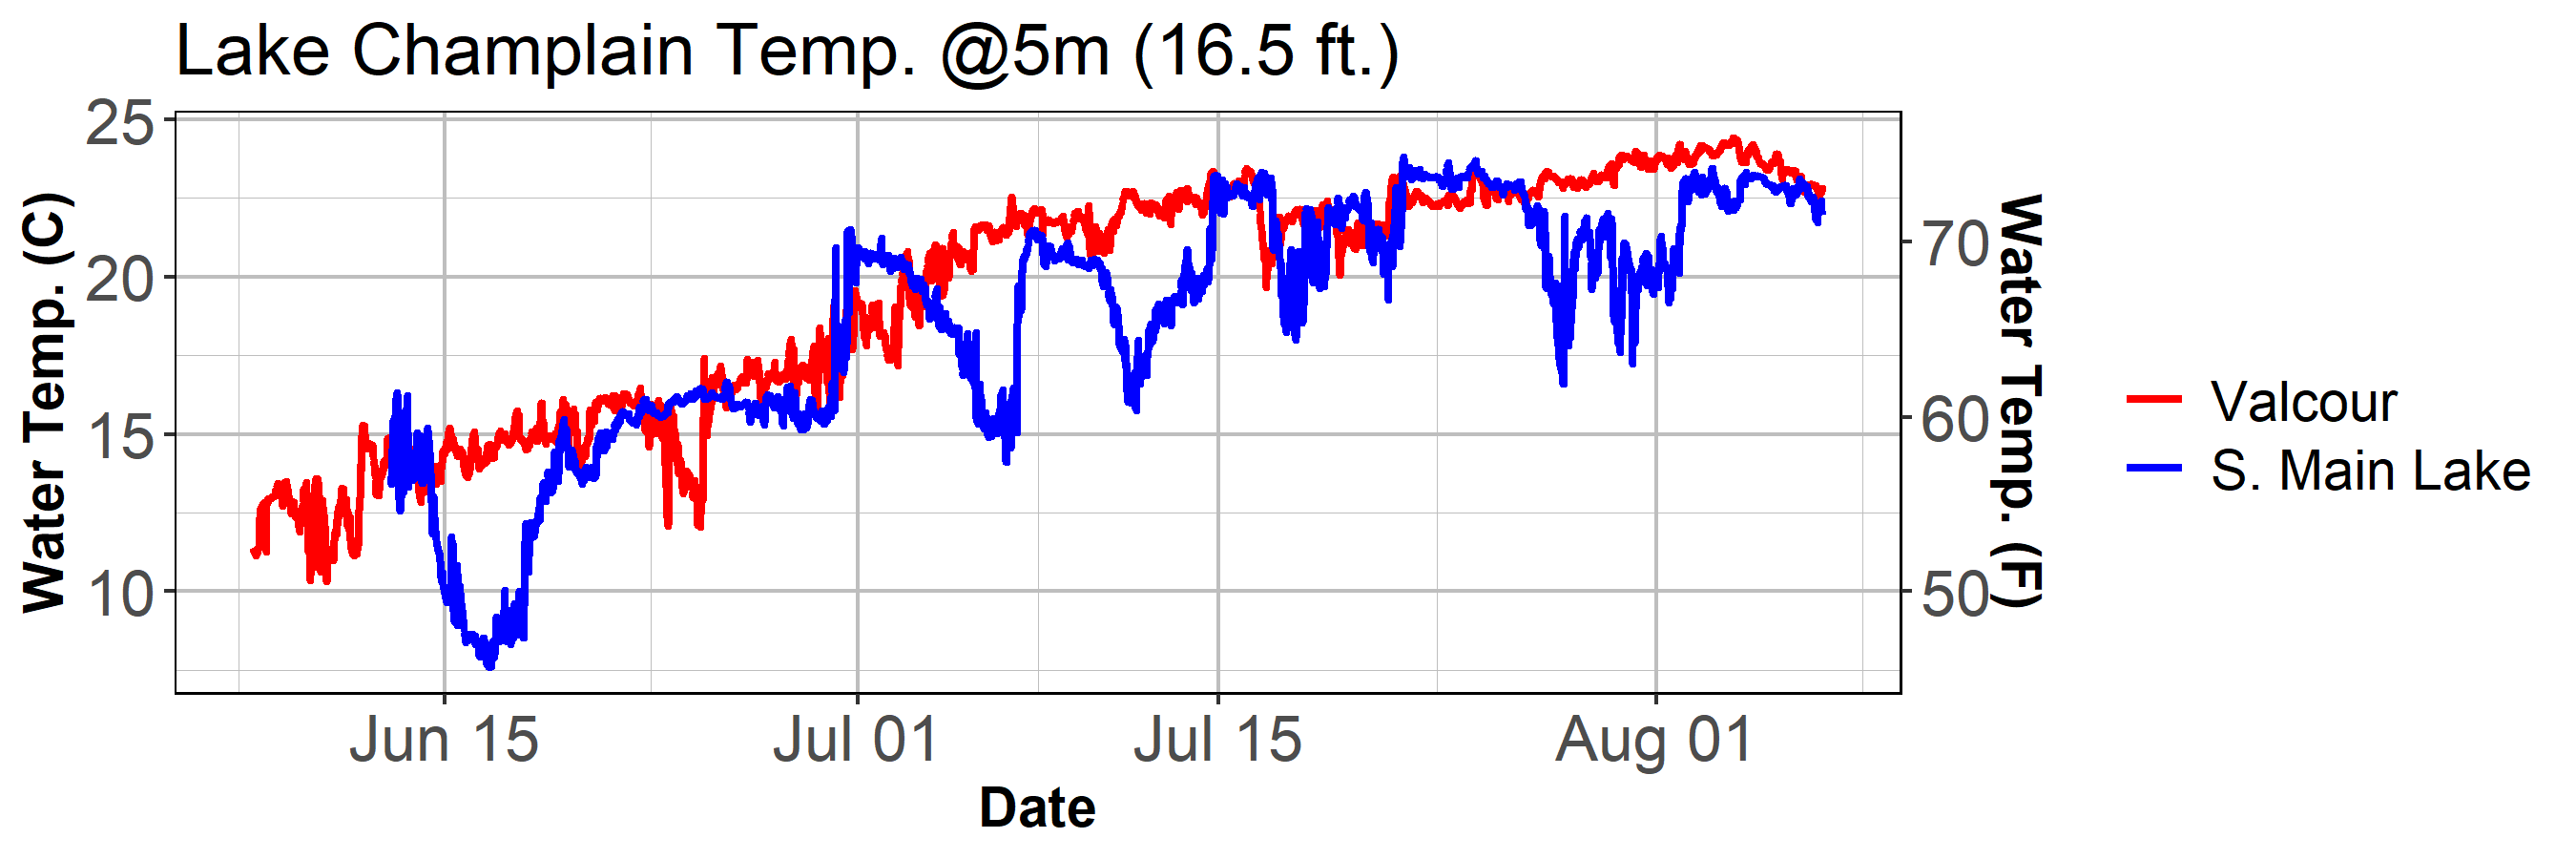 Lake Champlain Temp. @5m (16.5 ft.)
Water Temp. (C)
25
20
15
10
Water Temp. (F)
70
60
50
Jun 15
Jul 01
Jul 15
Aug 01
Date
Valcour
S. Main Lake